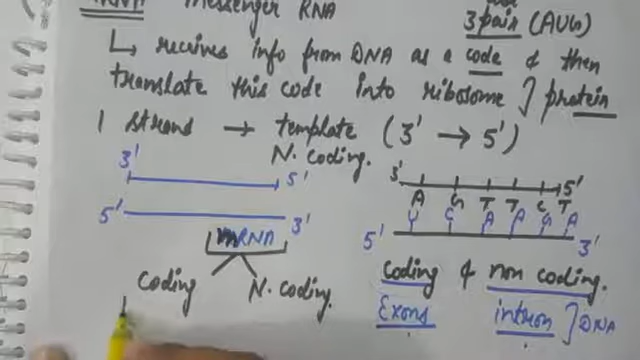 mRNA Messenger RNA
3 pair (AUG)
↳ receives info from DNA as a code & then
translate this code into ribosome } protein
1 strand → template (3' → 5')
N. coding.
3' 5'
5' 3'
mRNA
Coding N. coding.
3' 5'
A G T T G T
U C A A C A
5' 3'
coding & non coding.
Exons intron } DNA